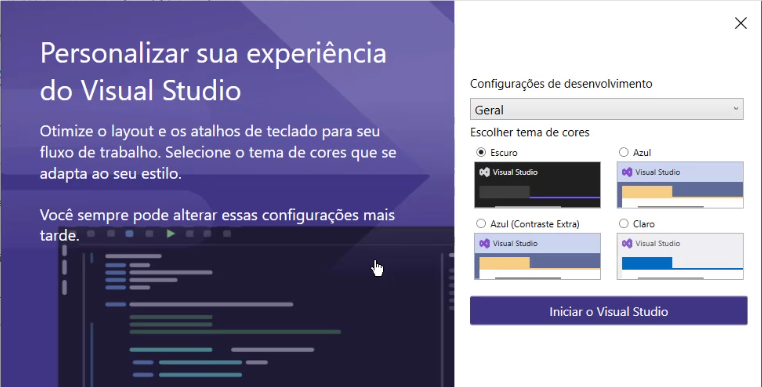 Personalizar sua experiência
do Visual Studio
Otimize o layout e os atalhos de teclado para seu
fluxo de trabalho. Selecione o tema de cores que se
adapta ao seu estilo.
Você sempre pode alterar essas configurações mais
tarde.
Configurações de desenvolvimento
Geral
Escolher tema de cores
Escuro
Visual Studio
Azul
Visual Studio
Azul (Contraste Extra)
Visual Studio
Claro
Visual Studio
Iniciar o Visual Studio